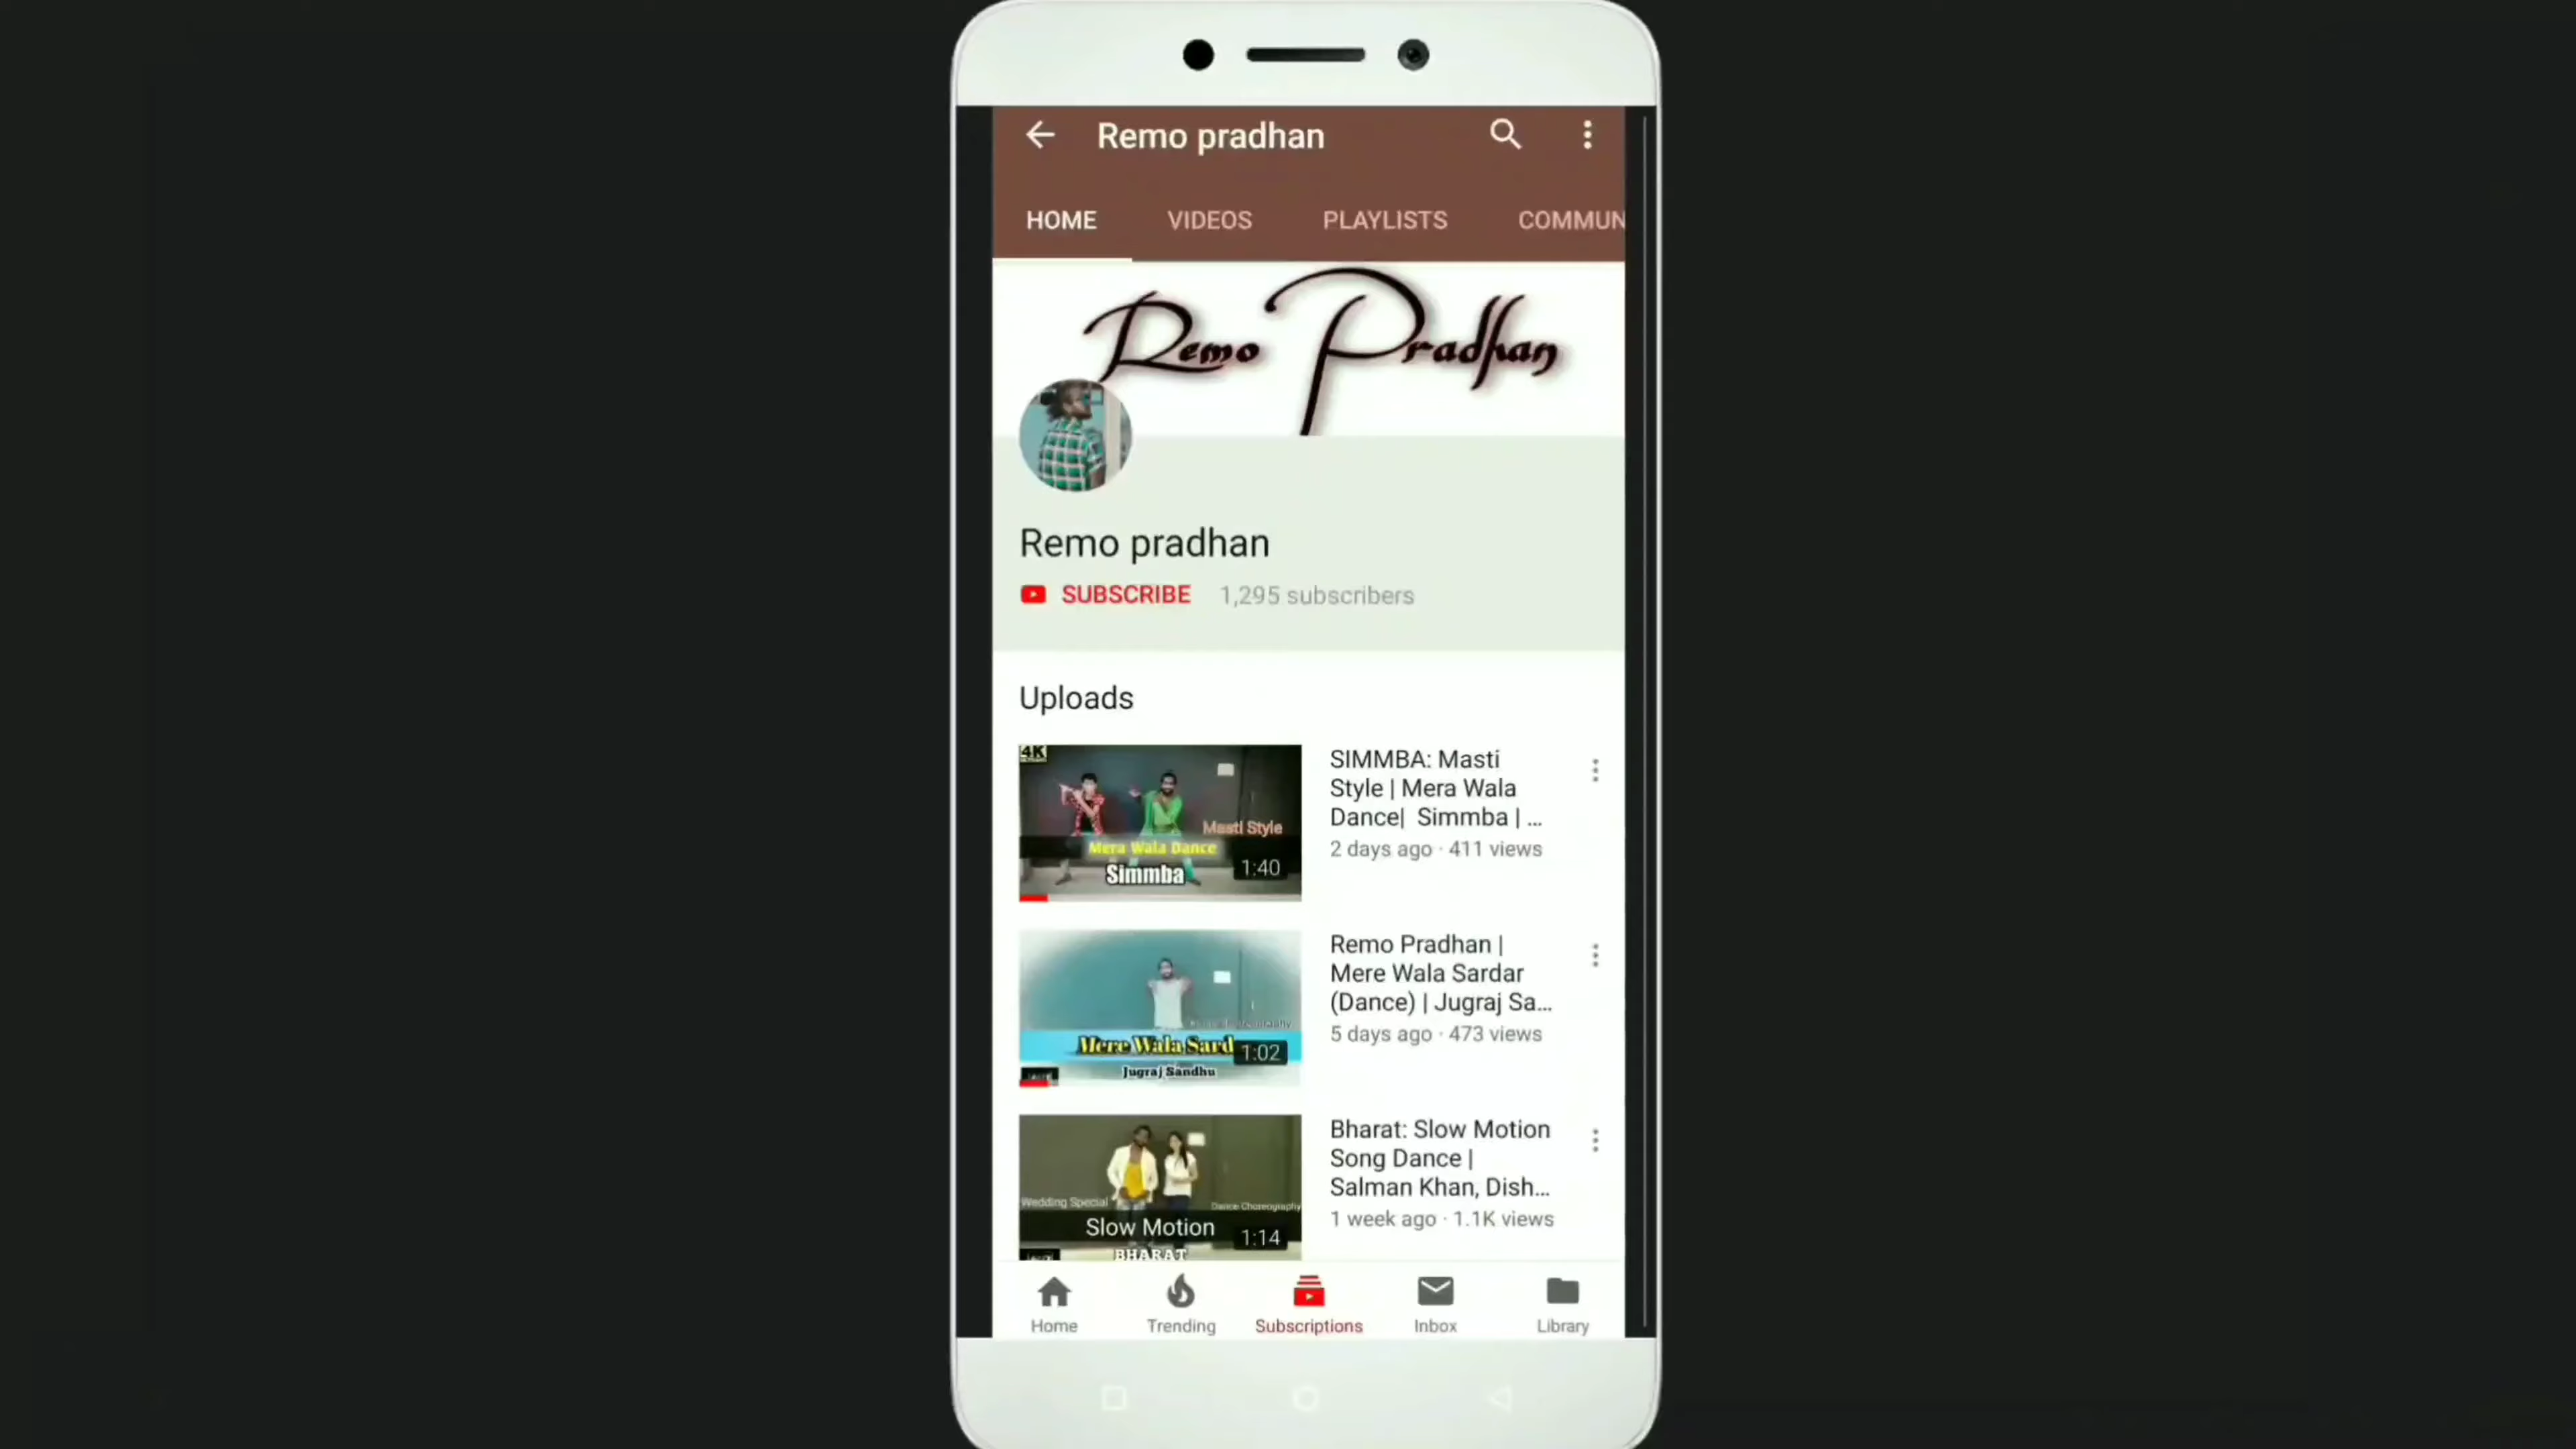 Remo pradhan
HOME VIDEOS PLAYLISTS COMMUN
Remo Pradhan
Remo pradhan
SUBSCRIBE 1,295 subscribers
Uploads
4K
Masti Style
Mera Wala Dance
Simmba
1:40
SIMMBA: Masti
Style | Mera Wala
Dance| Simmba | ...
2 days ago · 411 views
Mere Wala Sard
1:02
Jugraj Sandhu
Remo Pradhan |
Mere Wala Sardar
(Dance) | Jugraj Sa...
5 days ago · 473 views
Wedding Special
Dance Choreography
Slow Motion
1:14
BHARAT
Bharat: Slow Motion
Song Dance |
Salman Khan, Dish...
1 week ago · 1.1K views
Home Trending Subscriptions Inbox Library